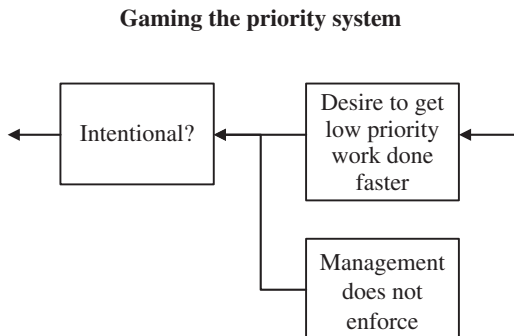 Gaming the priority system
Intentional?
Desire to get
low priority
work done
faster
Management
does not
enforce